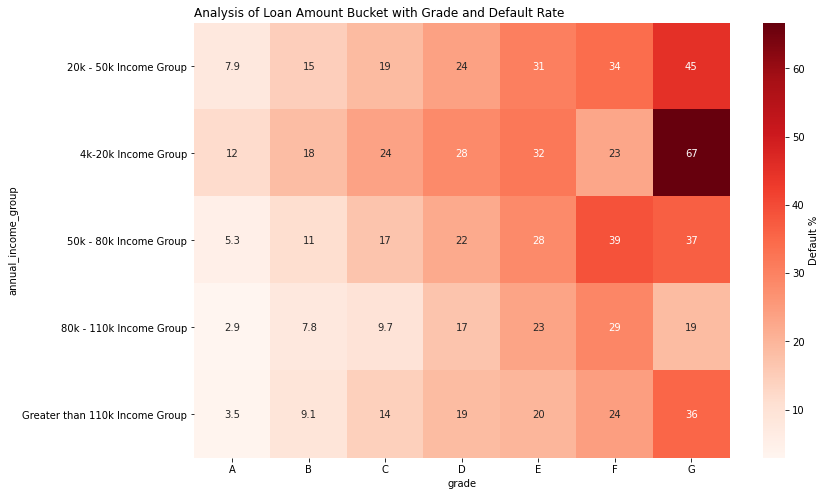 Analysis of Loan Amount Bucket with Grade and Default Rate
20k - 50k Income Group 7.9 15 19 24 31 34 45
4k-20k Income Group 12 18 24 28 32 23 67
50k - 80k Income Group 5.3 11 17 22 28 39 37
80k - 110k Income Group 2.9 7.8 9.7 17 23 29 19
Greater than 110k Income Group 3.5 9.1 14 19 20 24 36
A B C D E F G
grade
annual_income_group
60
50
40
30
20
10
Default %